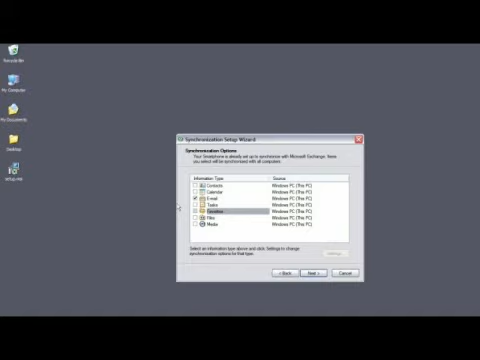 Recycle Bin
My Computer
My Documents
Desktop
Synchronization Setup Wizard
Synchronization Options
Your Smartphone is already set up to synchronize with Microsoft Exchange. Items
you select will be synchronized with all computers.
Information Type
Source
Contacts
Windows PC (This PC)
Calendar
Windows PC (This PC)
E-mail
Windows PC (This PC)
Tasks
Windows PC (This PC)
Favorites
Windows PC (This PC)
Files
Windows PC (This PC)
Media
Windows PC (This PC)
Select an information type above and click Settings to change
synchronization options for that type.
Settings...
< Back
Next >
Cancel